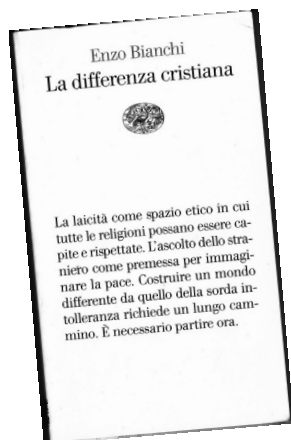 Enzo Bianchi
La differenza cristiana
La laicità come spazio etico in cui
tutte le religioni possano essere ca-
pite e rispettate. L'ascolto dello stra-
niero come premessa per immagi-
nare la pace. Costruire un mondo
differente da quello della sorda in-
tolleranza richiede un lungo cam-
mino. È necessario partire ora.